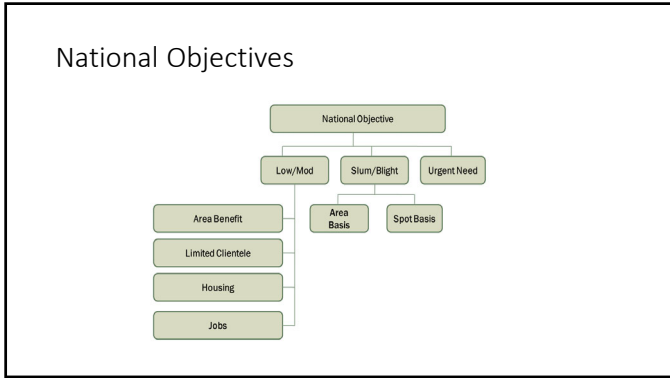 National Objectives
National Objective
Low/Mod
Slum/Blight
Urgent Need
Area Benefit
Area
Basis
Spot Basis
Limited Clientele
Housing
Jobs